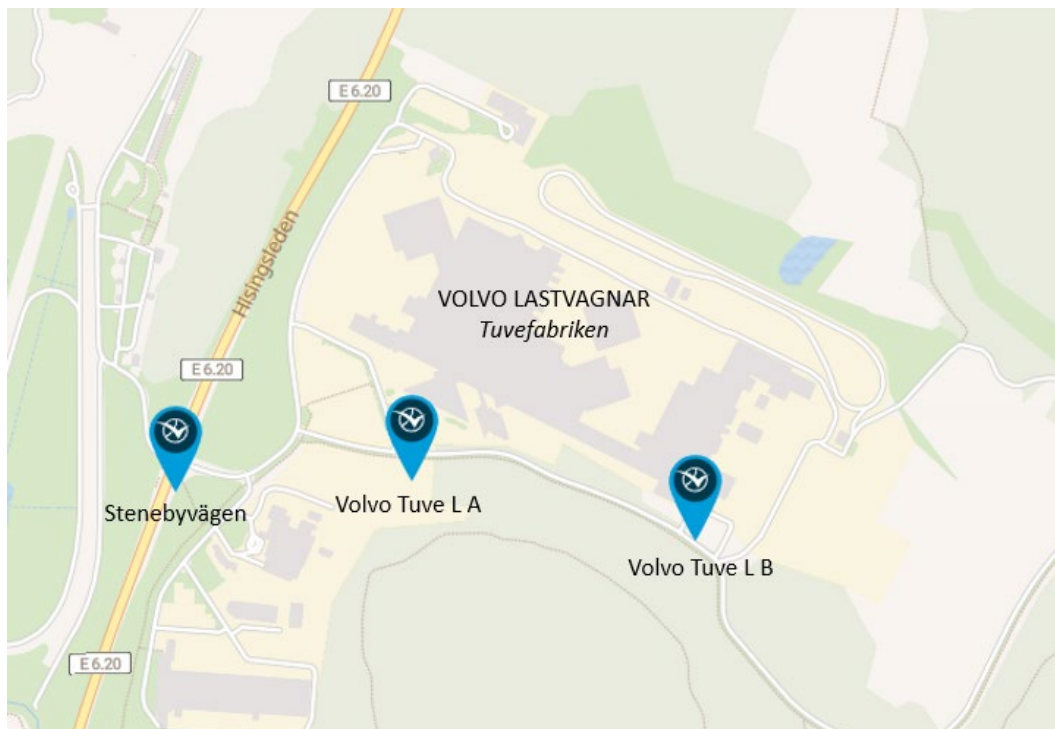 E 6.20
Hisingsleden
VOLVO LASTVAGNAR
Tuvefabriken
E 6.20
Stenebyvägen
Volvo Tuve L A
Volvo Tuve L B
E 6.20